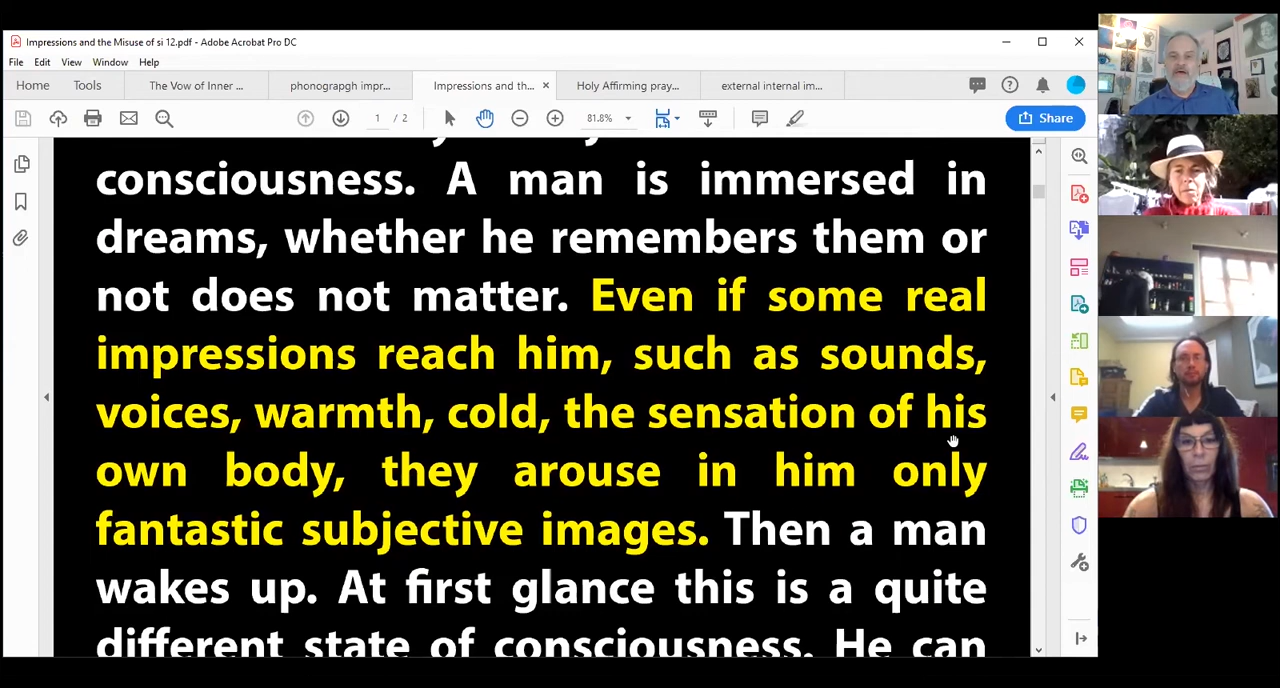 Impressions and the Misuse of si 12.pdf - Adobe Acrobat Pro DC
File Edit View Window Help
Home Tools The Vow of Inner ... phonograpgh impr... Impressions and th... Holy Affirming pray... external internal im...
1 / 2 81.8% Share
consciousness. A man is immersed in
dreams, whether he remembers them or
not does not matter. Even if some real
impressions reach him, such as sounds,
voices, warmth, cold, the sensation of his
own body, they arouse in him only
fantastic subjective images. Then a man
wakes up. At first glance this is a quite
different state of consciousness. He can